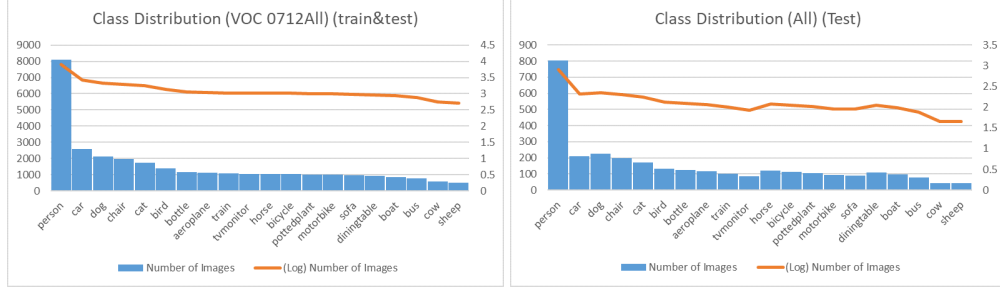 Class Distribution (VOC 0712All) (train&test)
9000
8000
7000
6000
5000
4000
3000
2000
1000
0
4.5
4
3.5
3
2.5
2
1.5
1
0.5
0
person
car
dog
chair
cat
bird
bottle
aeroplane
train
tvmonitor
horse
bicycle
pottedplant
motorbike
sofa
diningtable
boat
bus
cow
sheep
Number of Images
(Log) Number of Images
Class Distribution (All) (Test)
900
800
700
600
500
400
300
200
100
0
3.5
3
2.5
2
1.5
1
0.5
0
person
car
dog
chair
cat
bird
bottle
aeroplane
train
tvmonitor
horse
bicycle
pottedplant
motorbike
sofa
diningtable
boat
bus
cow
sheep
Number of Images
(Log) Number of Images